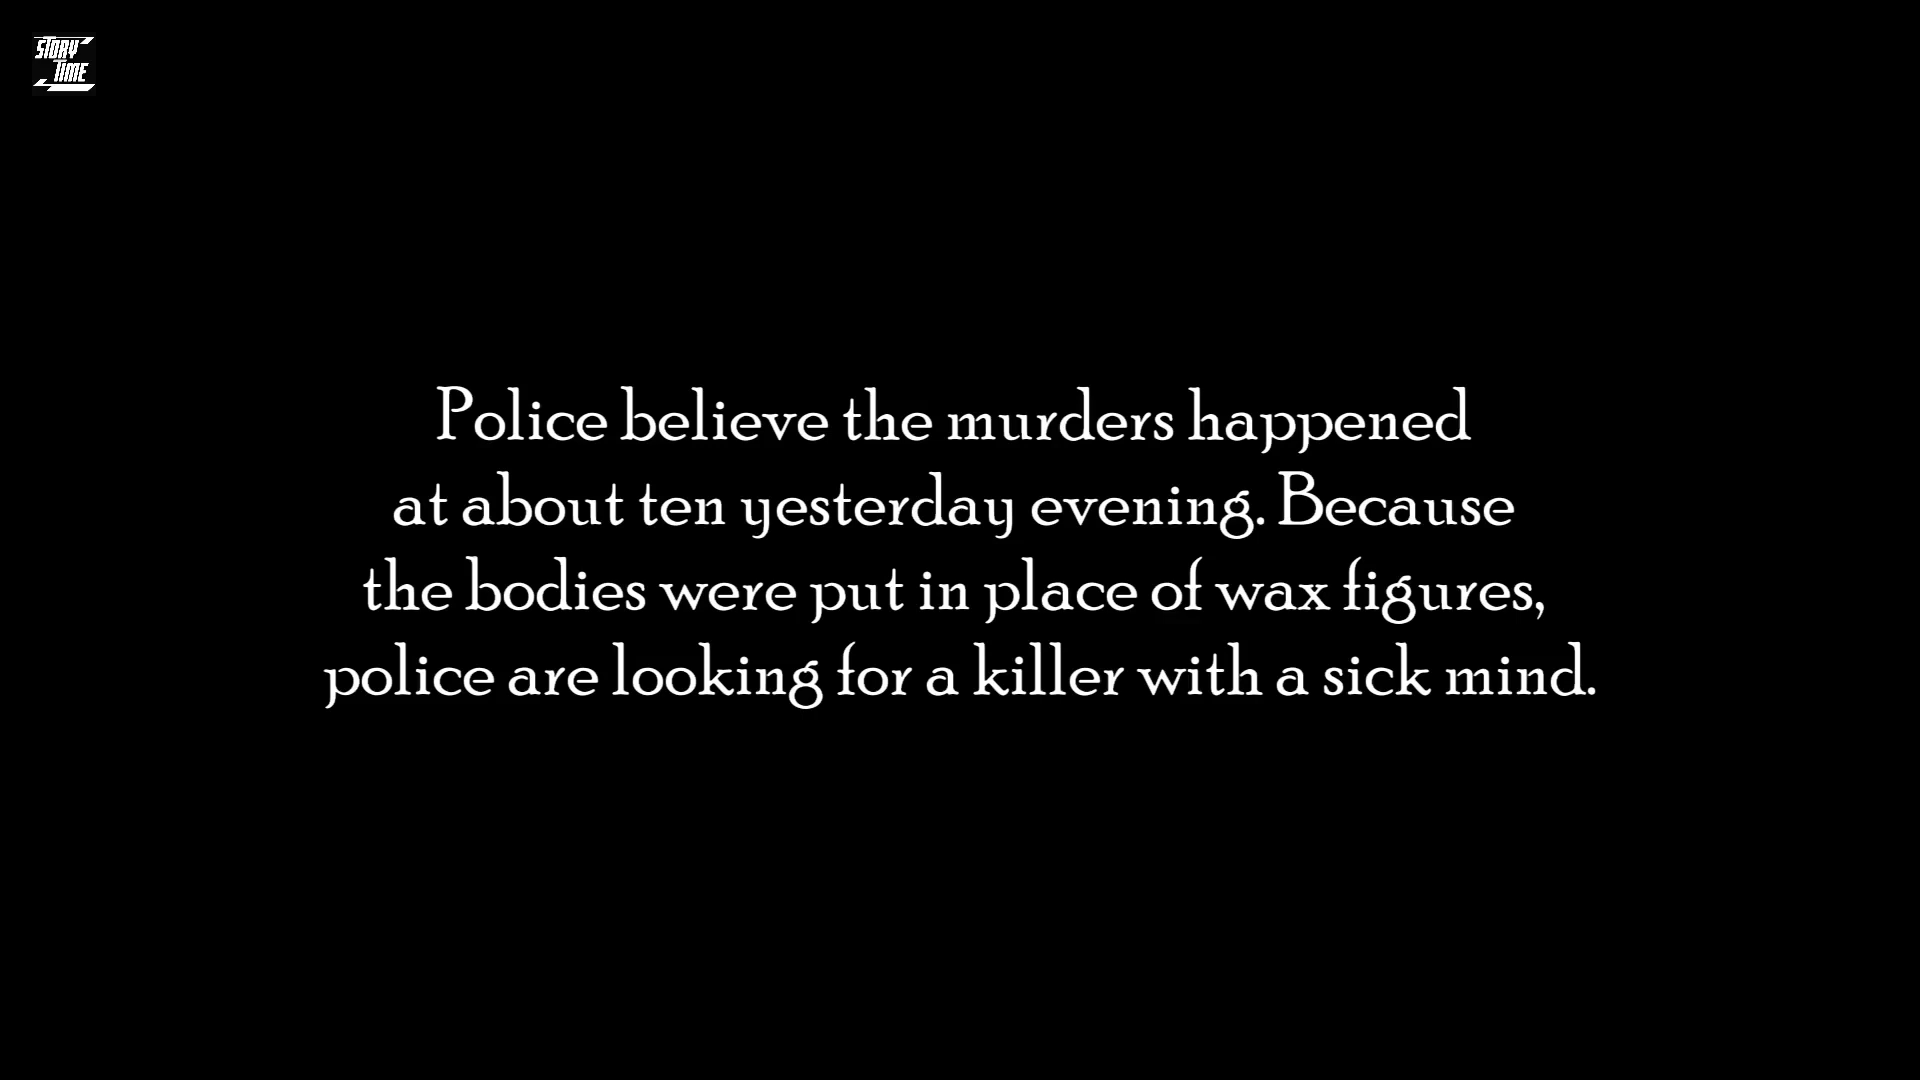 STORY
TIME
Police believe the murders happened
at about ten yesterday evening. Because
the bodies were put in place of wax figures,
police are looking for a killer with a sick mind.